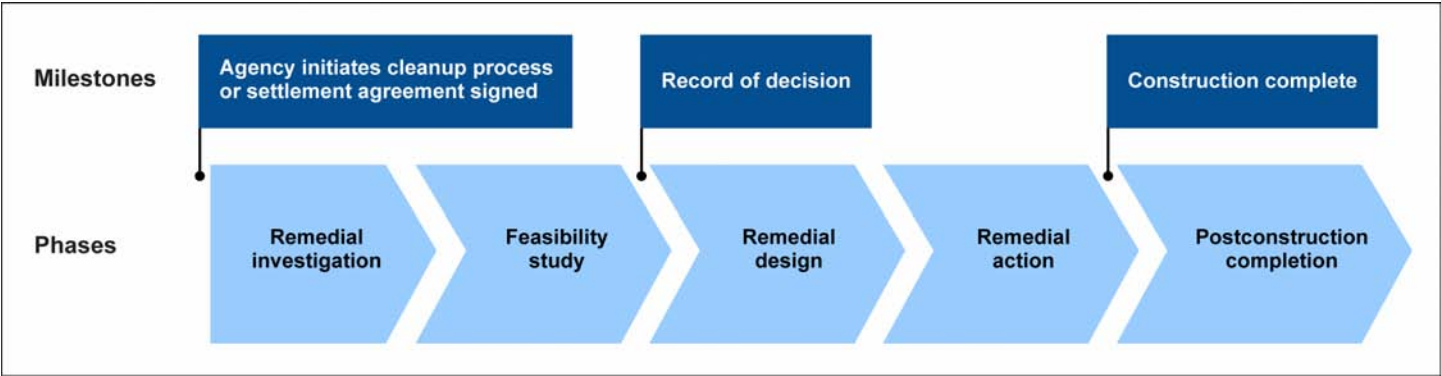 Milestones
Agency initiates cleanup process
or settlement agreement signed
Record of decision
Construction complete
Phases
Remedial
investigation
Feasibility
study
Remedial
design
Remedial
action
Postconstruction
completion